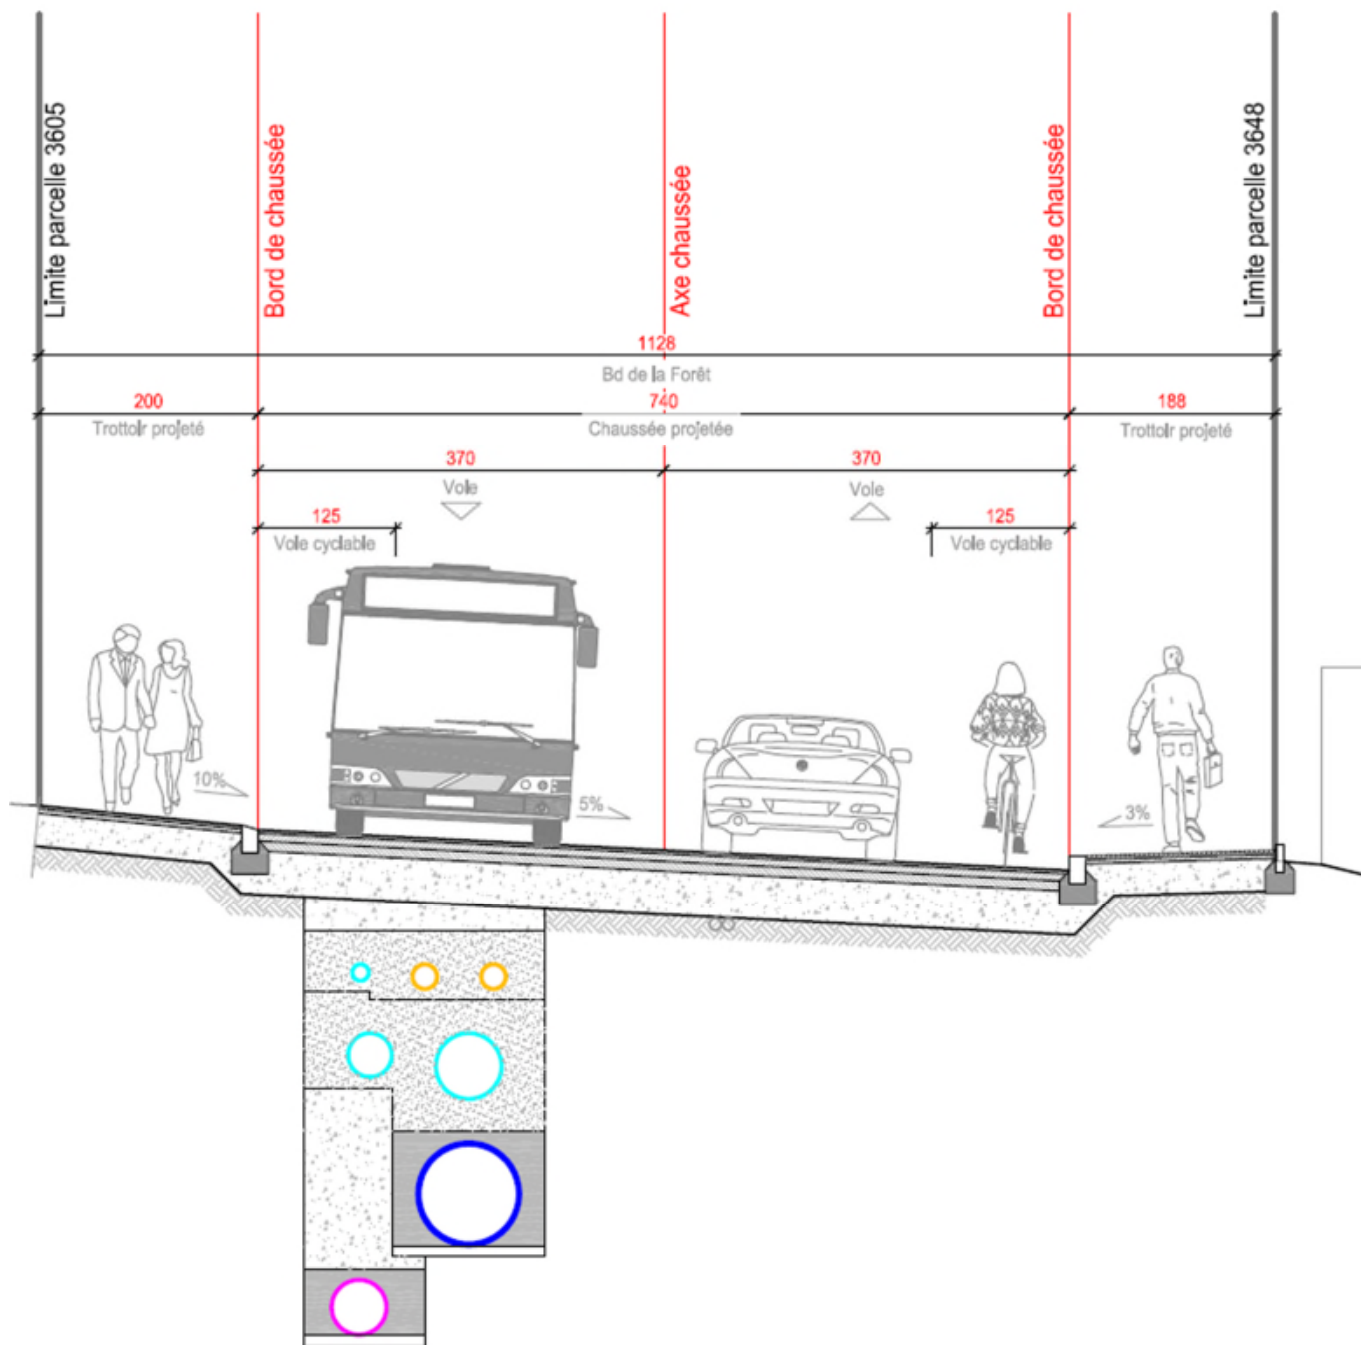 Limite parcelle 3605
Bord de chaussée
Axe chaussée
Bord de chaussée
Limite parcelle 3648
1128
Bd de la Forêt
200
740
188
Trottoir projeté
Chaussée projetée
Trottoir projeté
370
370
Voie
Voie
125
125
Voie cyclable
Voie cyclable
10%
5%
3%